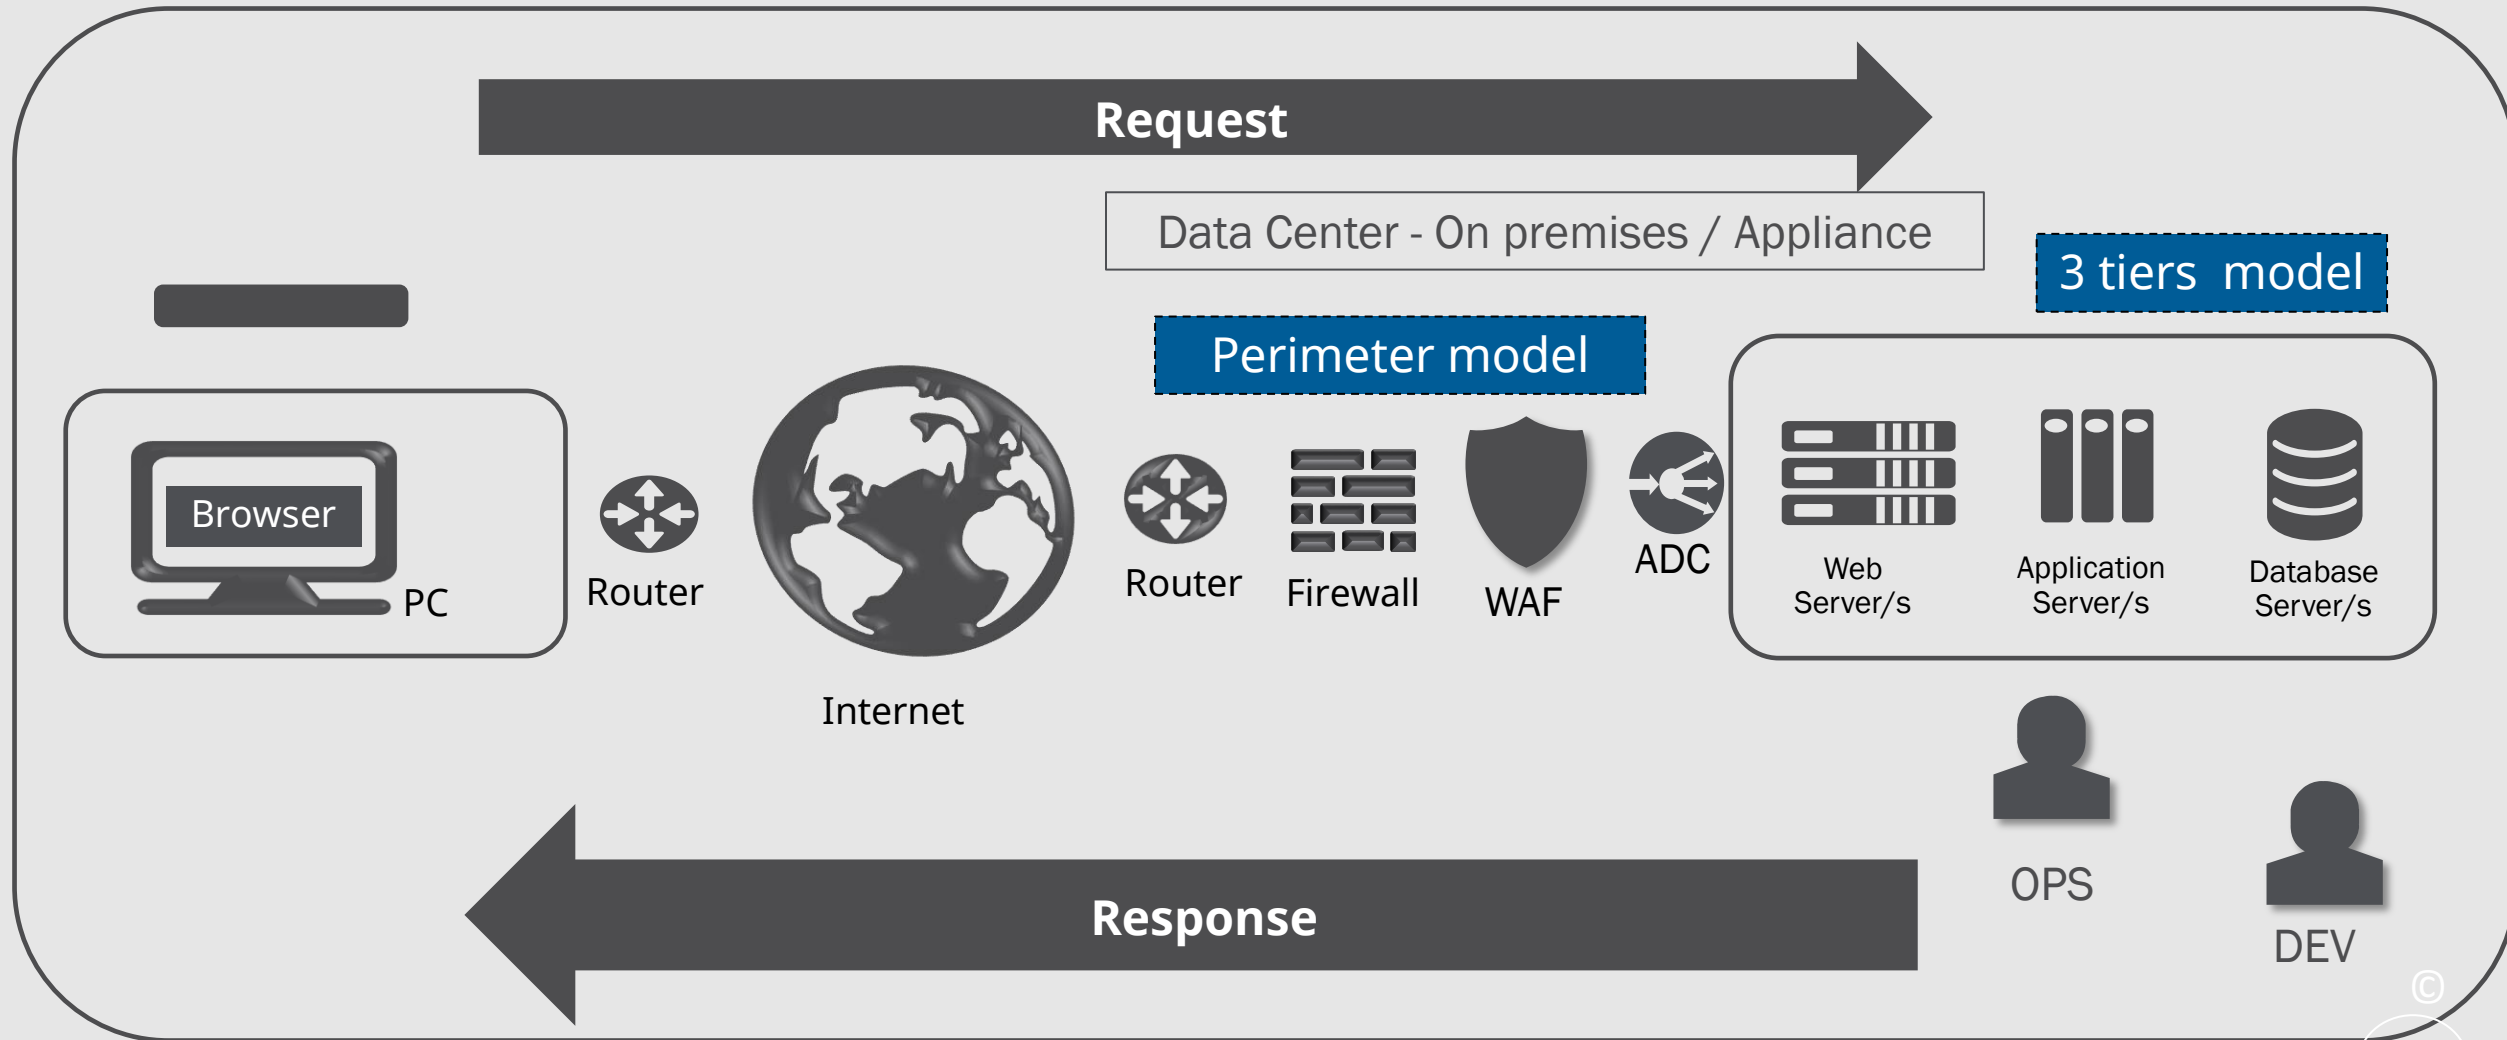 Request
Data Center - On premises / Appliance
3 tiers model
Perimeter model
Browser
PC
Router
Internet
Router
Firewall
WAF
ADC
Web
Server/s
Application
Server/s
Database
Server/s
OPS
DEV
Response
©